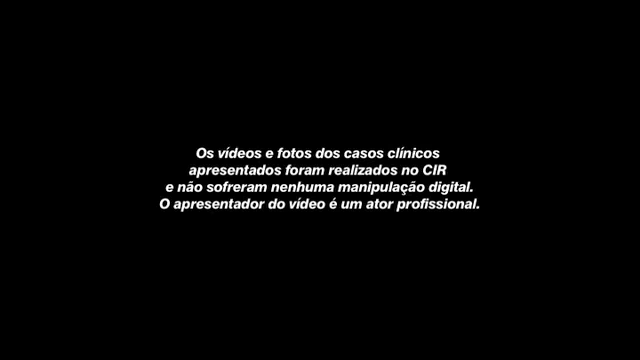 Os vídeos e fotos dos casos clínicos
apresentados foram realizados no CIR
e não sofreram nenhuma manipulação digital.
O apresentador do vídeo é um ator profissional.